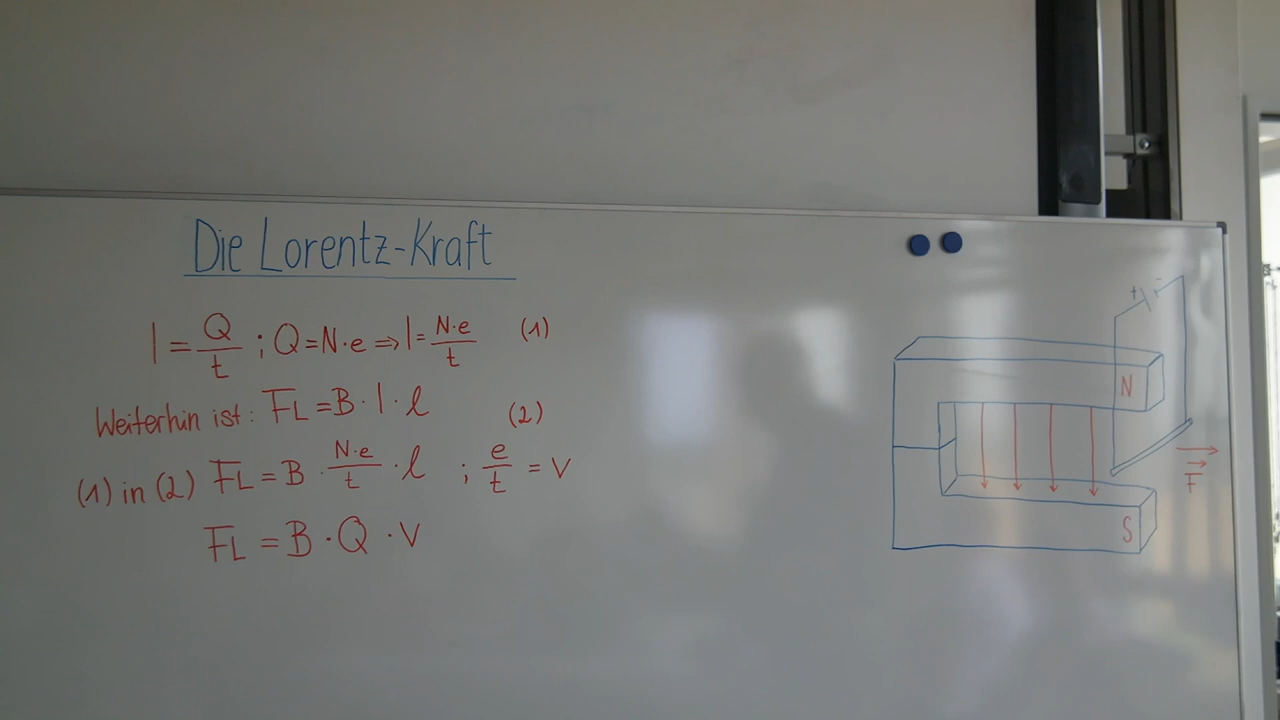 Die Lorentz-Kraft
I = Q/t ; Q = N·e ⇒ I = N·e/t (1)
Weiterhin ist: FL = B · I · l (2)
(1) in (2) FL = B · N·e/t · l ; e/t = v
FL = B · Q · v
+ -
N
F
S